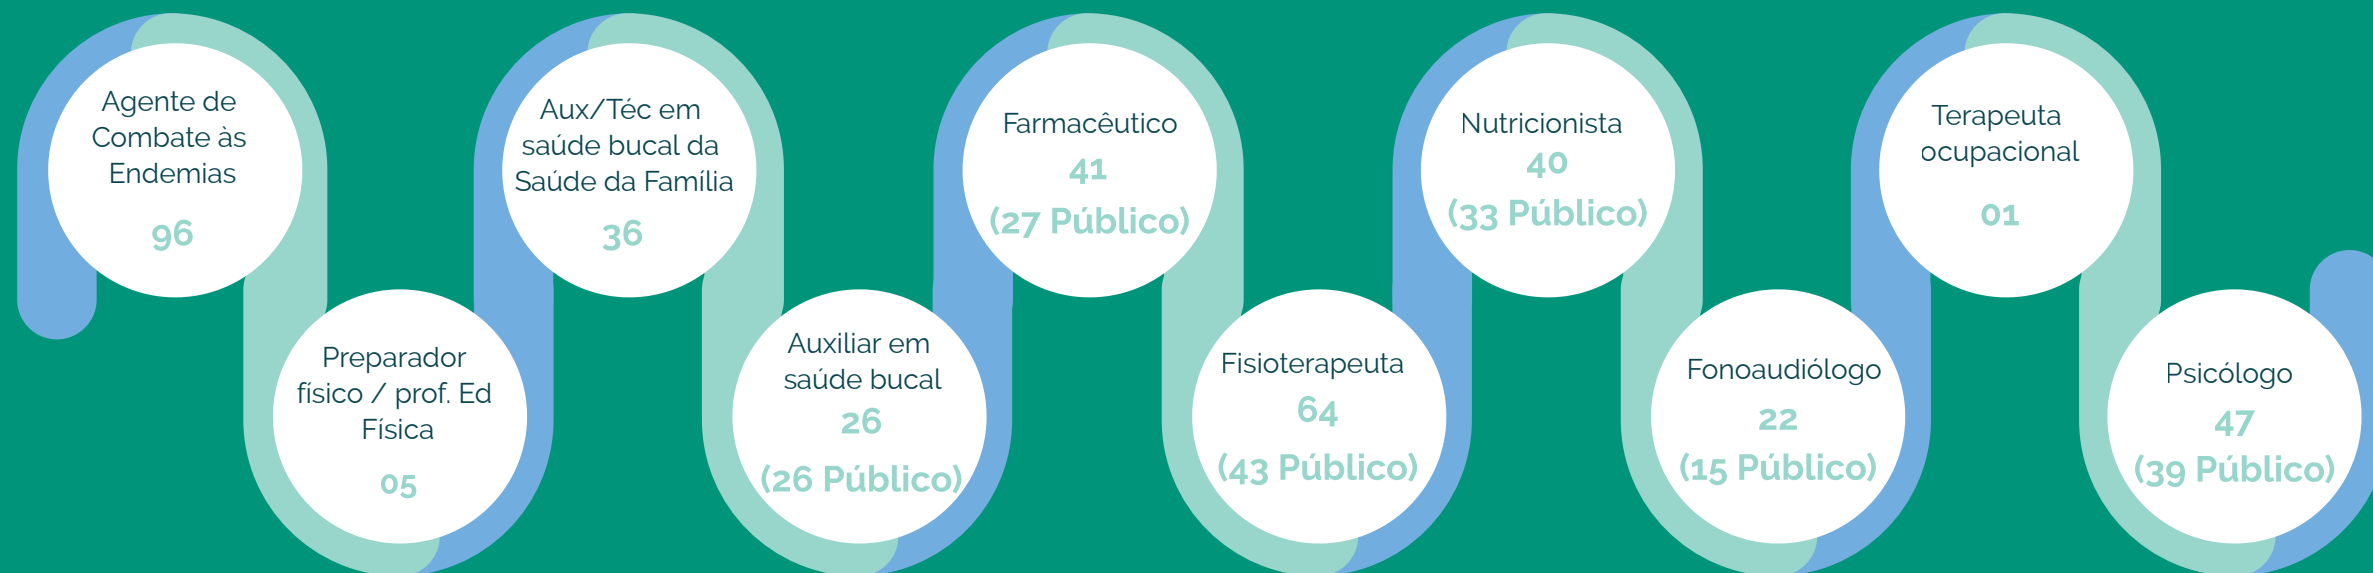 Agente de
Combate às
Endemias
96
Preparador
físico / prof. Ed
Física
05
Aux/Téc em
saúde bucal da
Saúde da Família
36
Auxiliar em
saúde bucal
26
(26 Público)
Farmacêutico
41
(27 Público)
Fisioterapeuta
64
(43 Público)
Nutricionista
40
(33 Público)
Fonoaudiólogo
22
(15 Público)
Terapeuta
ocupacional
01
Psicólogo
47
(39 Público)